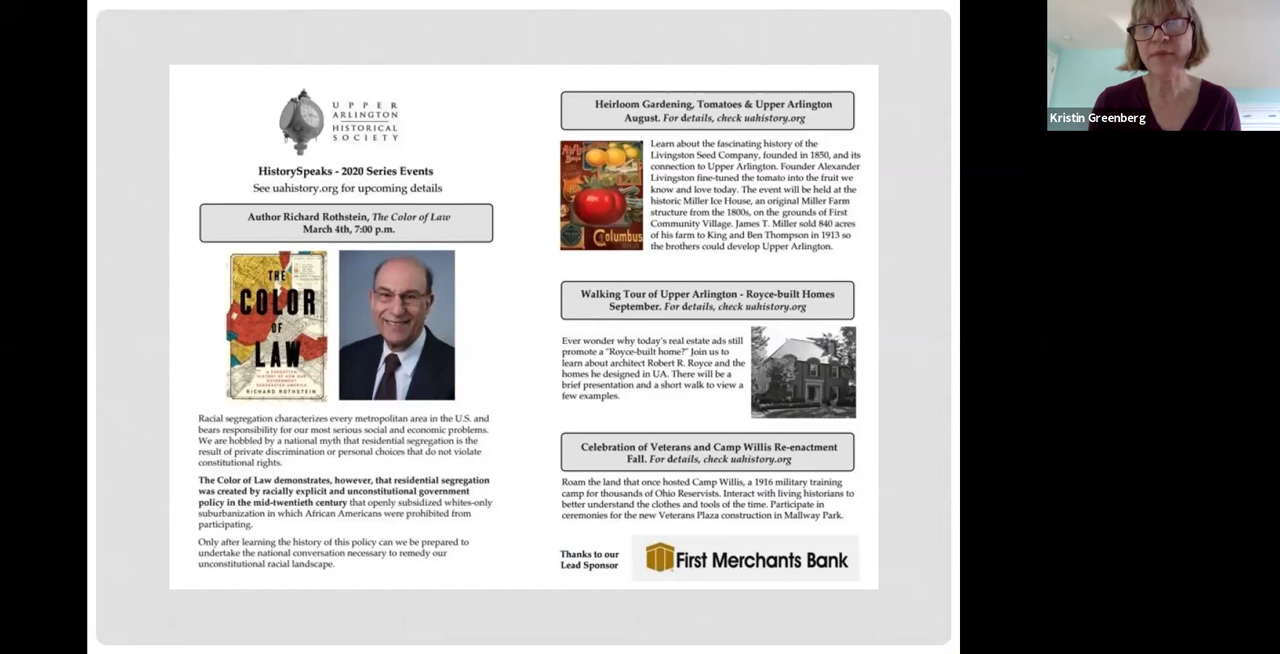 UPPER
ARLINGTON
HISTORICAL
SOCIETY
HistorySpeaks - 2020 Series Events
See uahistory.org for upcoming details
Author Richard Rothstein, The Color of Law
March 4th, 7:00 p.m.
THE
COLOR
OF
LAW
A FORGOTTEN
HISTORY OF HOW OUR
GOVERNMENT
SEGREGATED AMERICA
RICHARD ROTHSTEIN
Racial segregation characterizes every metropolitan area in the U.S. and
bears responsibility for our most serious social and economic problems.
We are hobbled by a national myth that residential segregation is the
result of private discrimination or personal choices that do not violate
constitutional rights.
The Color of Law demonstrates, however, that residential segregation
was created by racially explicit and unconstitutional government
policy in the mid-twentieth century that openly subsidized whites-only
suburbanization in which African Americans were prohibited from
participating.
Only after learning the history of this policy can we be prepared to
undertake the national conversation necessary to remedy our
unconstitutional racial landscape.
Heirloom Gardening, Tomatoes & Upper Arlington
August. For details, check uahistory.org
Columbus
Learn about the fascinating history of the
Livingston Seed Company, founded in 1850, and its
connection to Upper Arlington. Founder Alexander
Livingston fine-tuned the tomato into the fruit we
know and love today. The event will be held at the
historic Miller Ice House, an original Miller Farm
structure from the 1800s, on the grounds of First
Community Village. James T. Miller sold 840 acres
of his farm to King and Ben Thompson in 1913 so
the brothers could develop Upper Arlington.
Walking Tour of Upper Arlington - Royce-built Homes
September. For details, check uahistory.org
Ever wonder why today's real estate ads still
promote a "Royce-built home?" Join us to
learn about architect Robert R. Royce and the
homes he designed in UA. There will be a
brief presentation and a short walk to view a
few examples.
Celebration of Veterans and Camp Willis Re-enactment
Fall. For details, check uahistory.org
Roam the land that once hosted Camp Willis, a 1916 military training
camp for thousands of Ohio Reservists. Interact with living historians to
better understand the clothes and tools of the time. Participate in
ceremonies for the new Veterans Plaza construction in Mallway Park.
Thanks to our
Lead Sponsor
First Merchants Bank
Kristin Greenberg